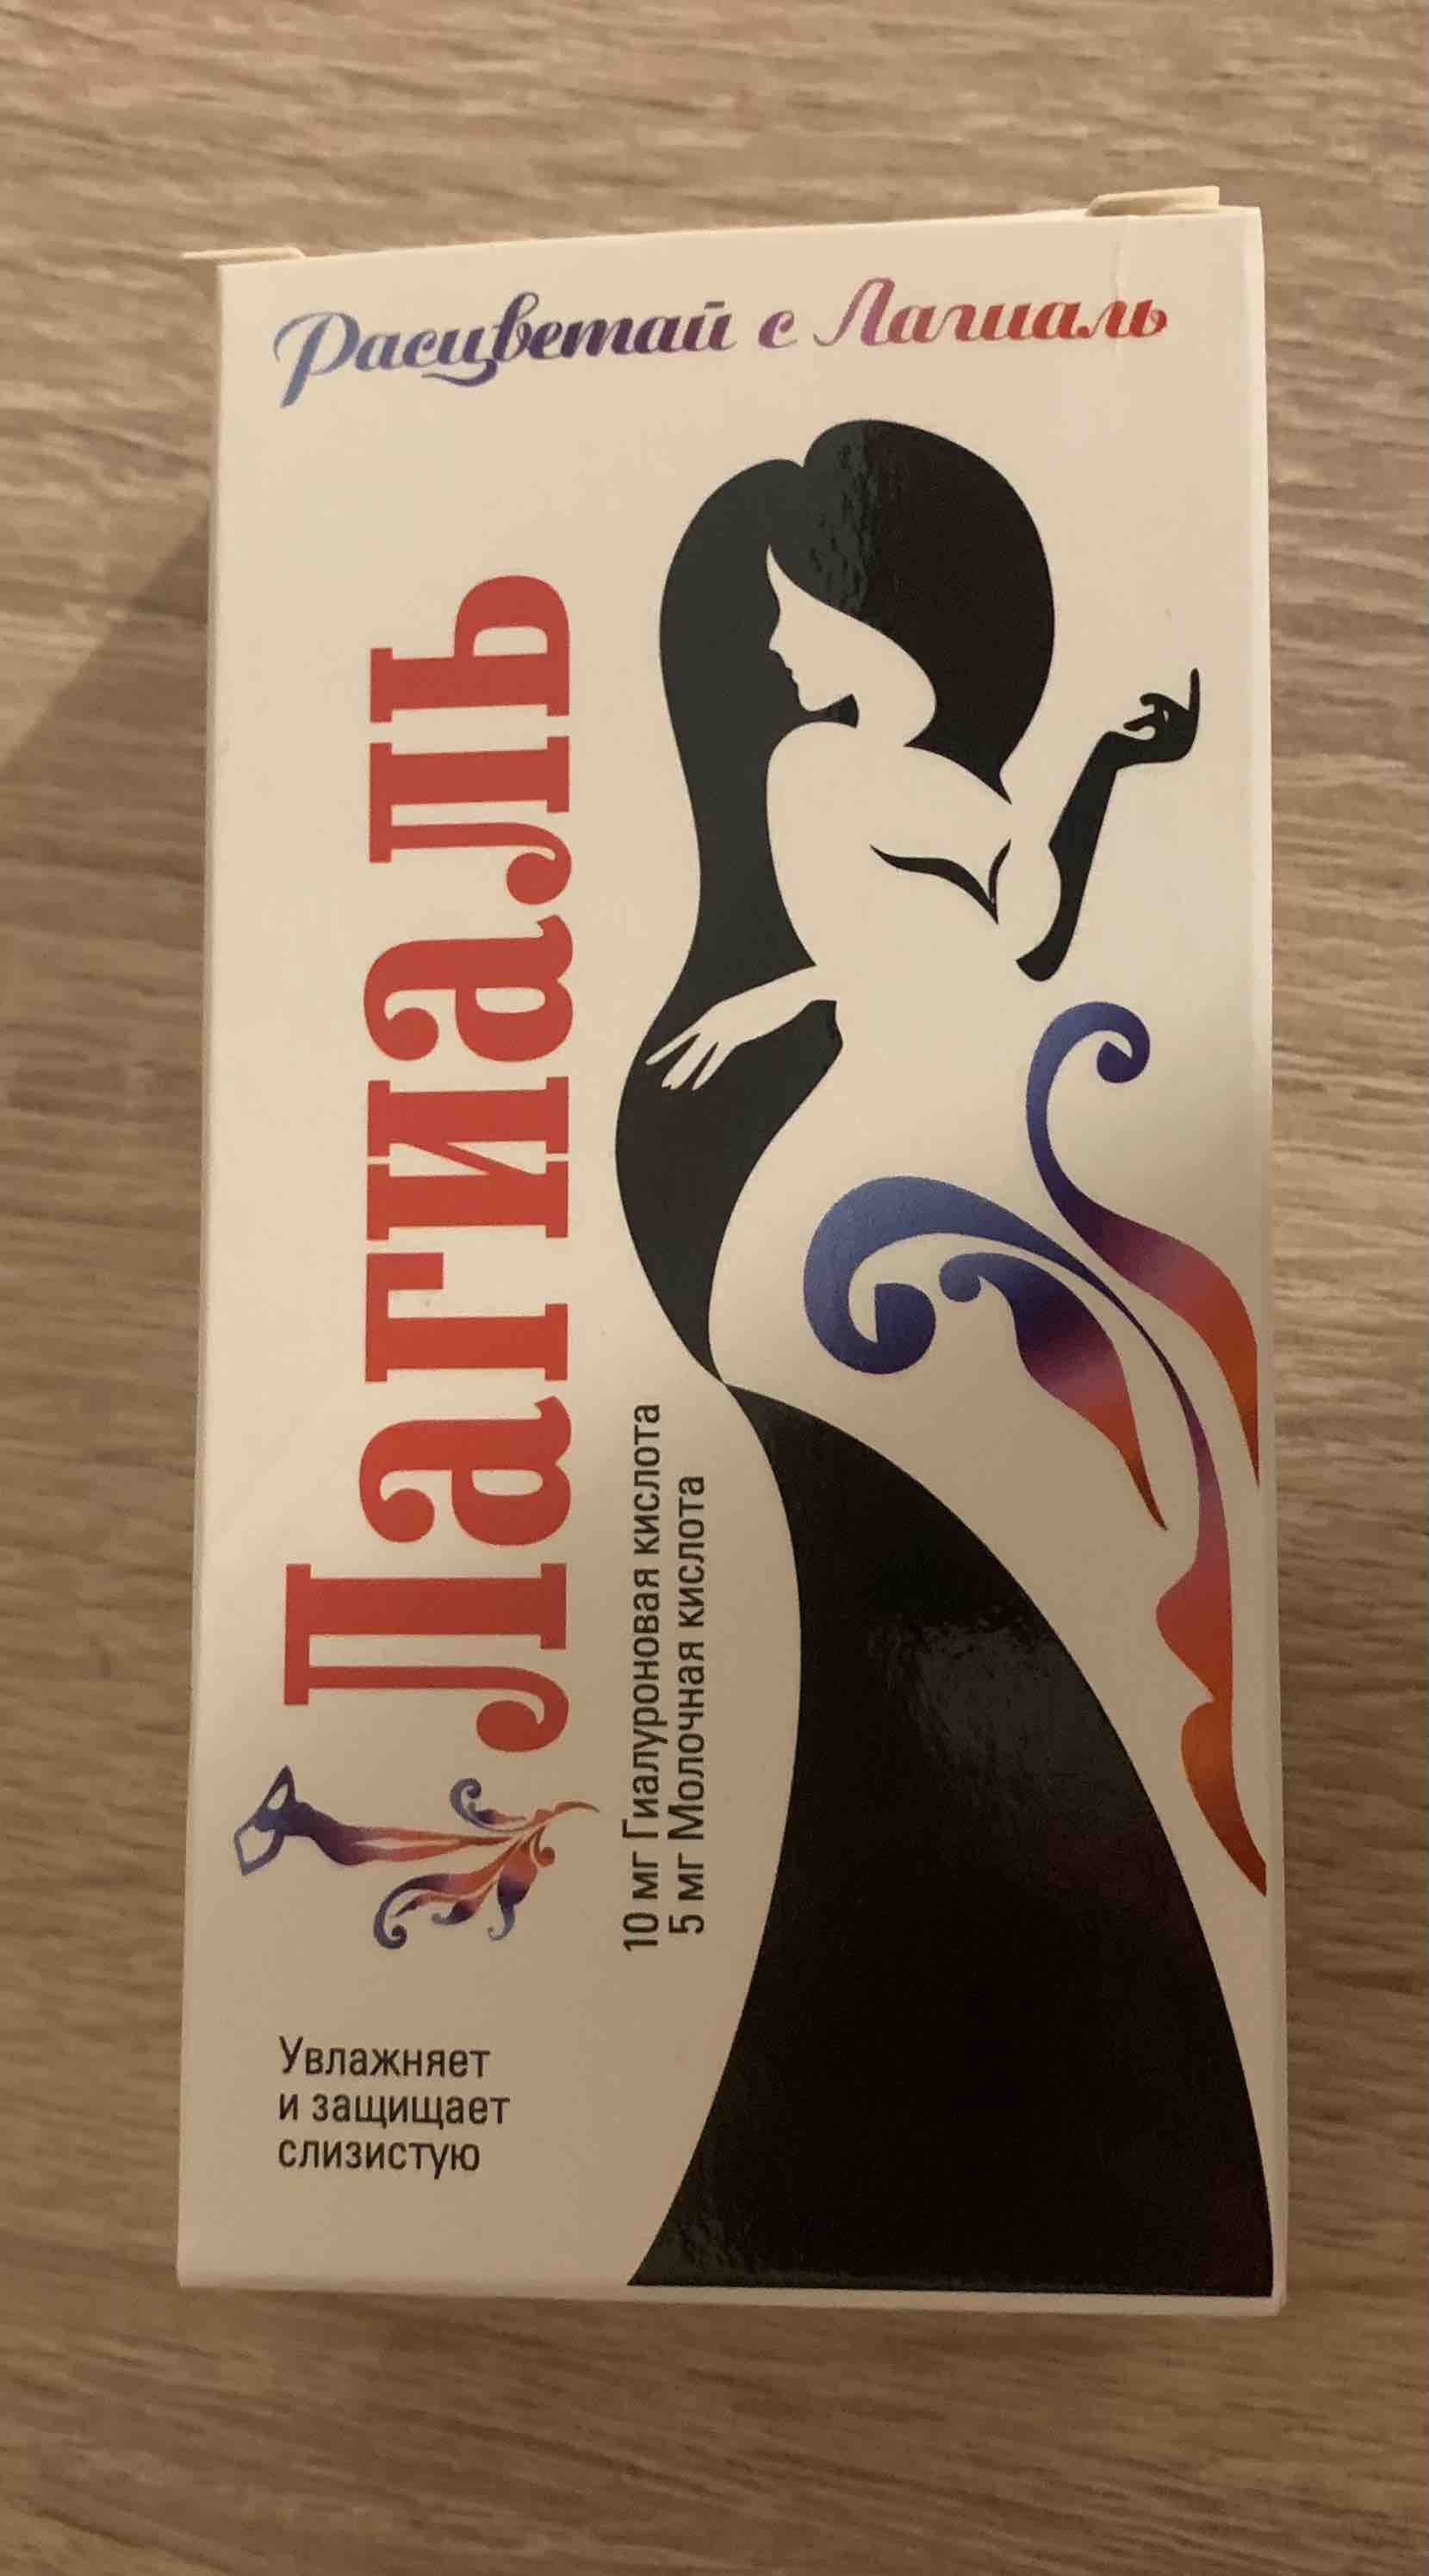 Расцветай с Лагиаль
Лагиаль
10 мг Гиалуроновая кислота
5 мг Молочная кислота
Увлажняет
и защищает
слизистую